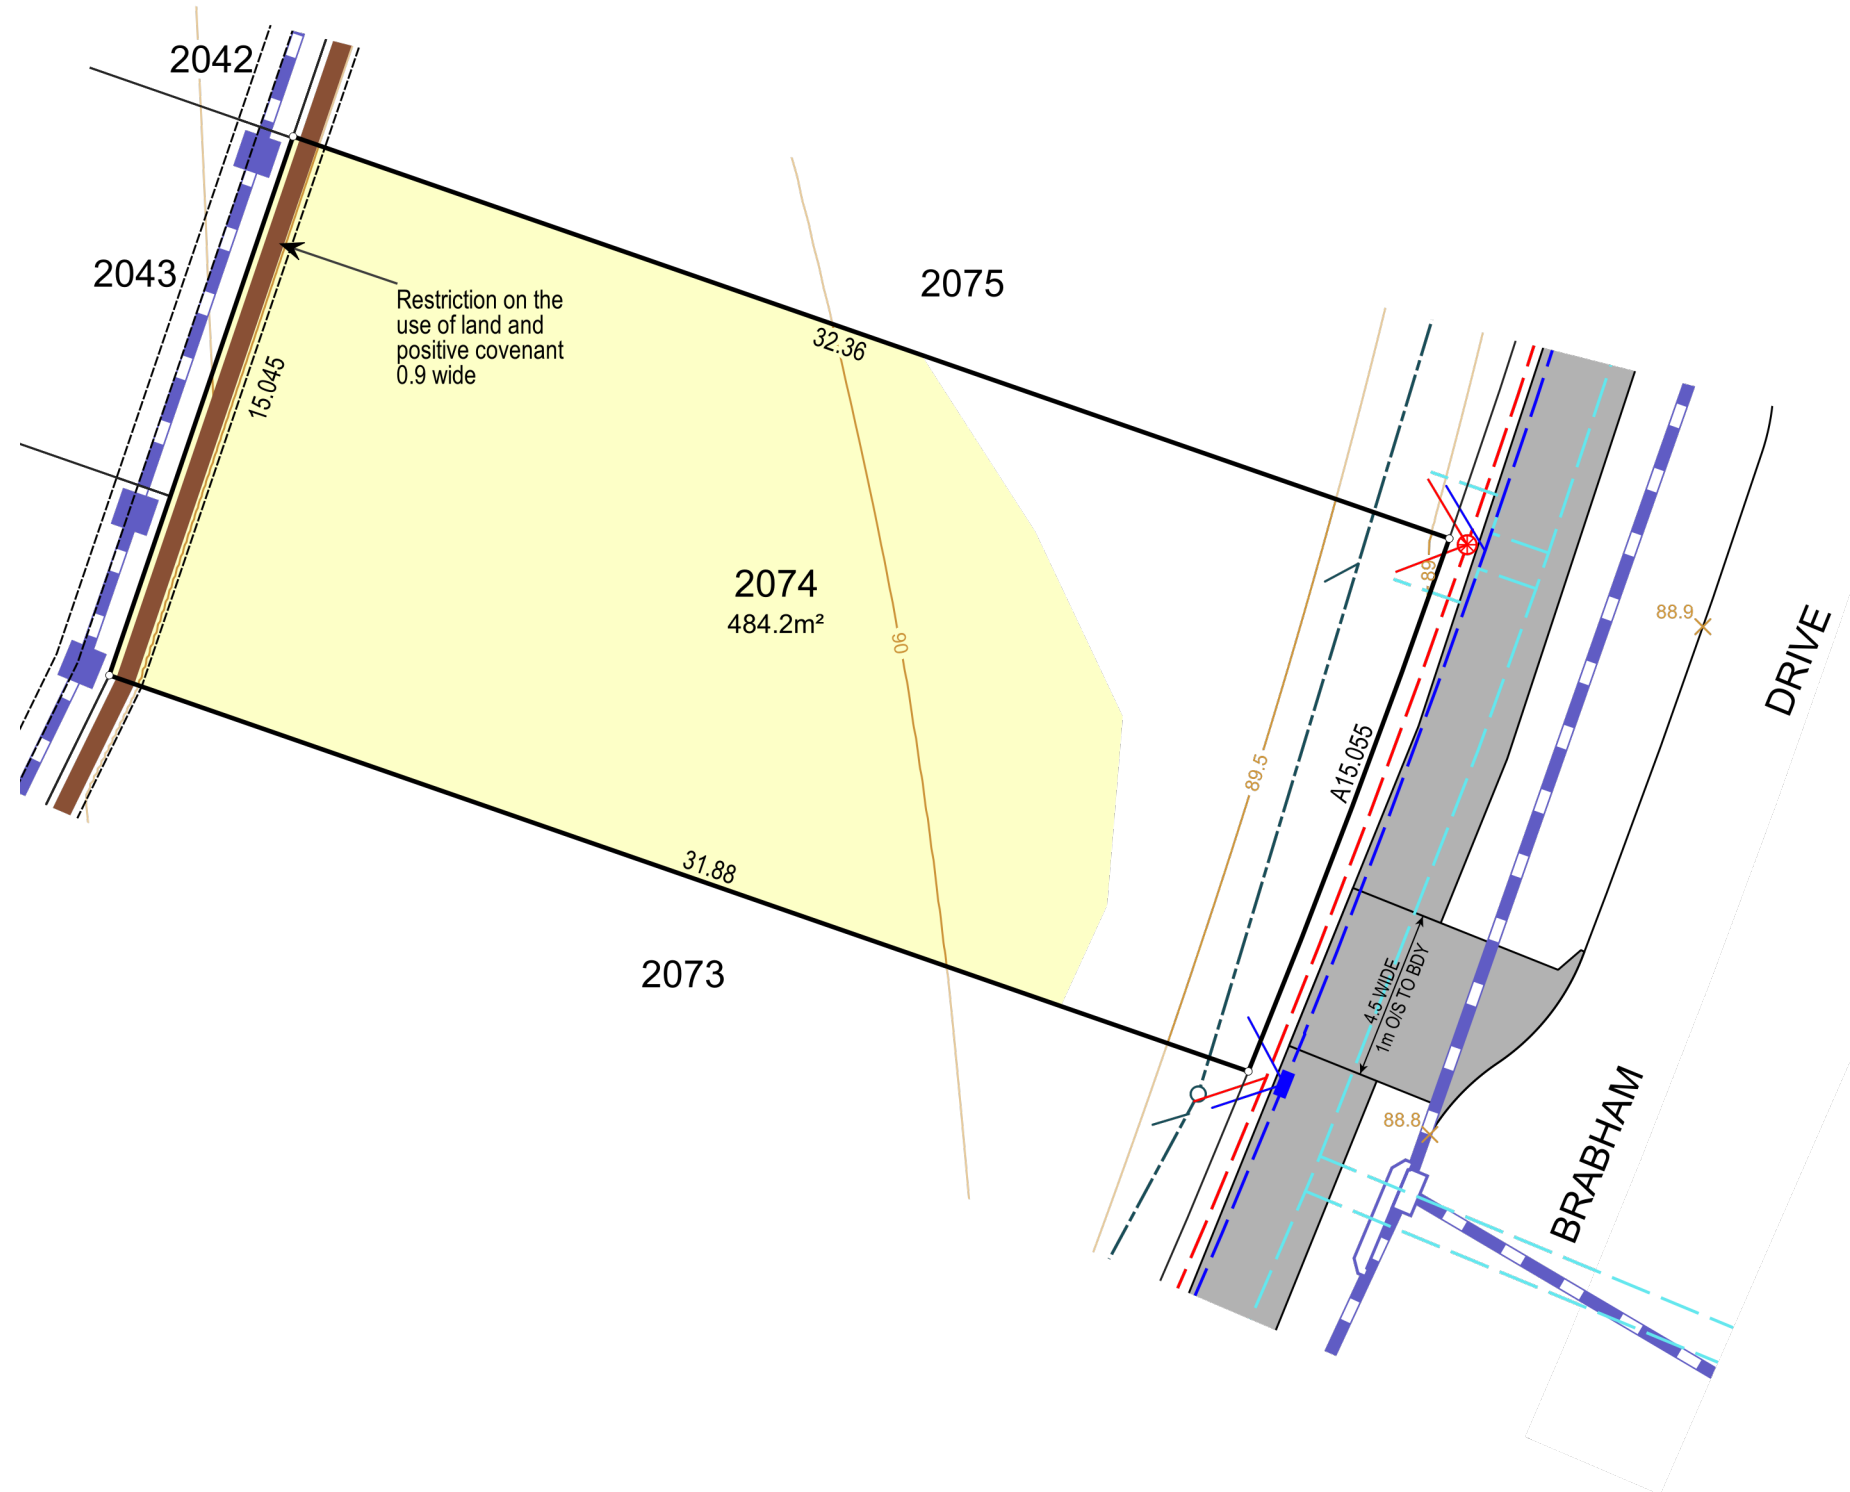 2042
2043
2075
32.36
Restriction on the
use of land and
positive covenant
0.9 wide
15.045
2074
484.2m²
90
89
88.9
DRIVE
A15.055
89.5
31.88
2073
4.5 WIDE
1m O/S TO BDY
88.8
BRABHAM